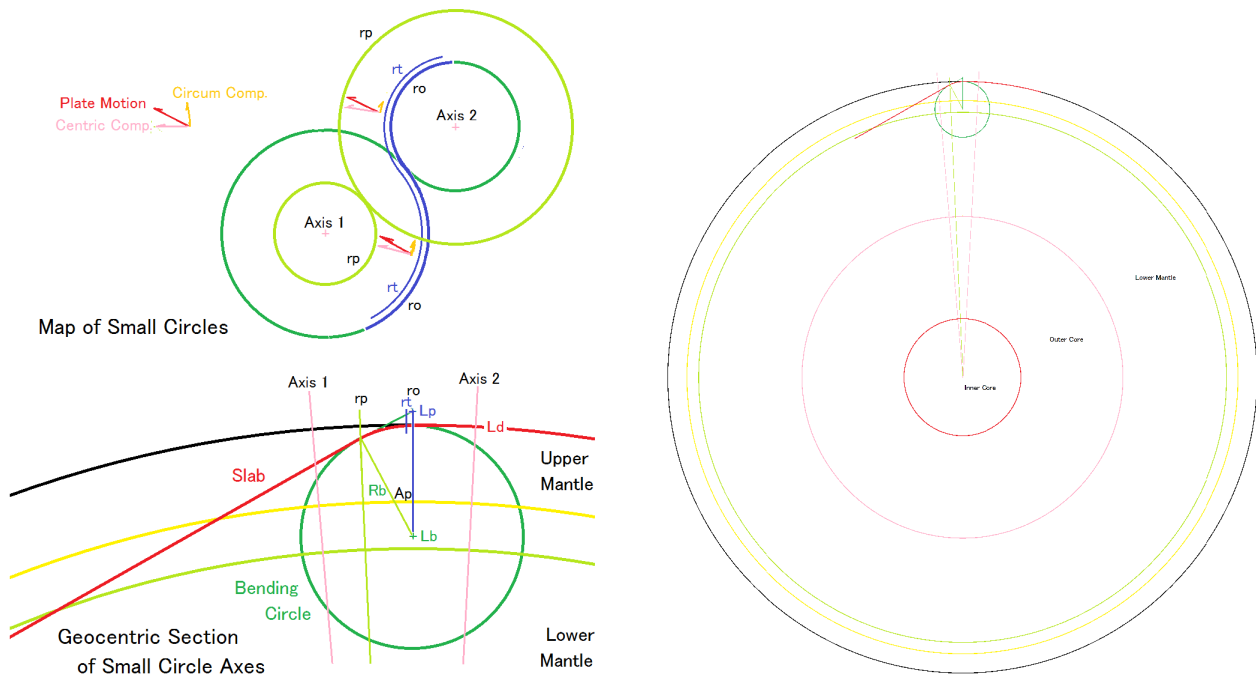 rp
rt
ro
Circum Comp.
Plate Motion
Centric Comp.
Axis 2
Axis 1
rp
rt
ro
Map of Small Circles
Axis 1
ro
Axis 2
rp
rt
Lp
Ld
Slab
Upper
Mantle
Rb
Ap
Lb
Bending
Circle
Geocentric Section
of Small Circle Axes
Lower
Mantle
Lower Mantle
Outer Core
Inner Core